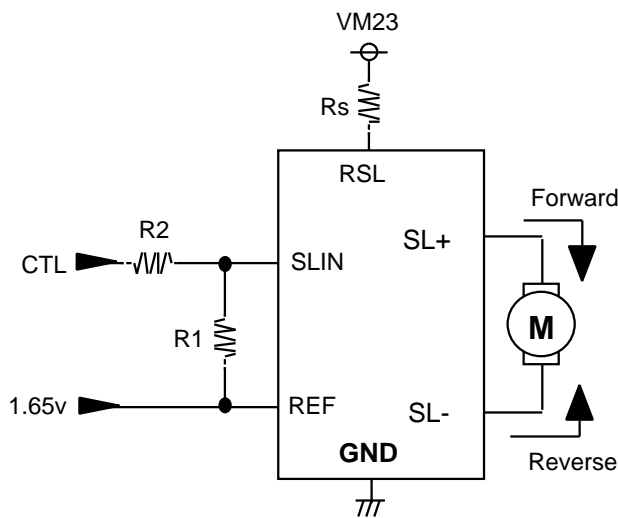 VM23
Rs
RSL
Forward
R2
SL+
CTL
SLIN
M
R1
1.65v
REF
SL-
GND
Reverse